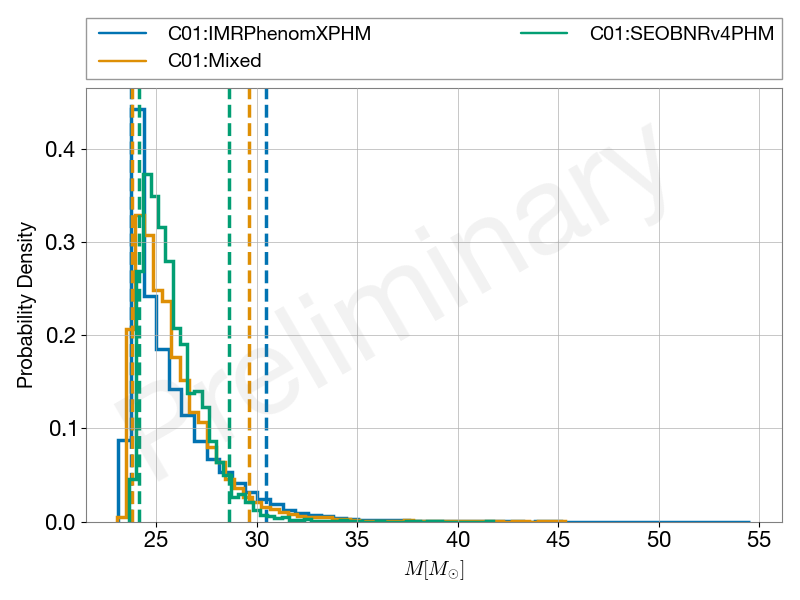 C01:IMRPhenomXPHM
C01:Mixed
C01:SEOBNRv4PHM
Preliminary
Probability Density
0.4
0.3
0.2
0.1
0.0
25 30 35 40 45 50 55
M[M⊙]